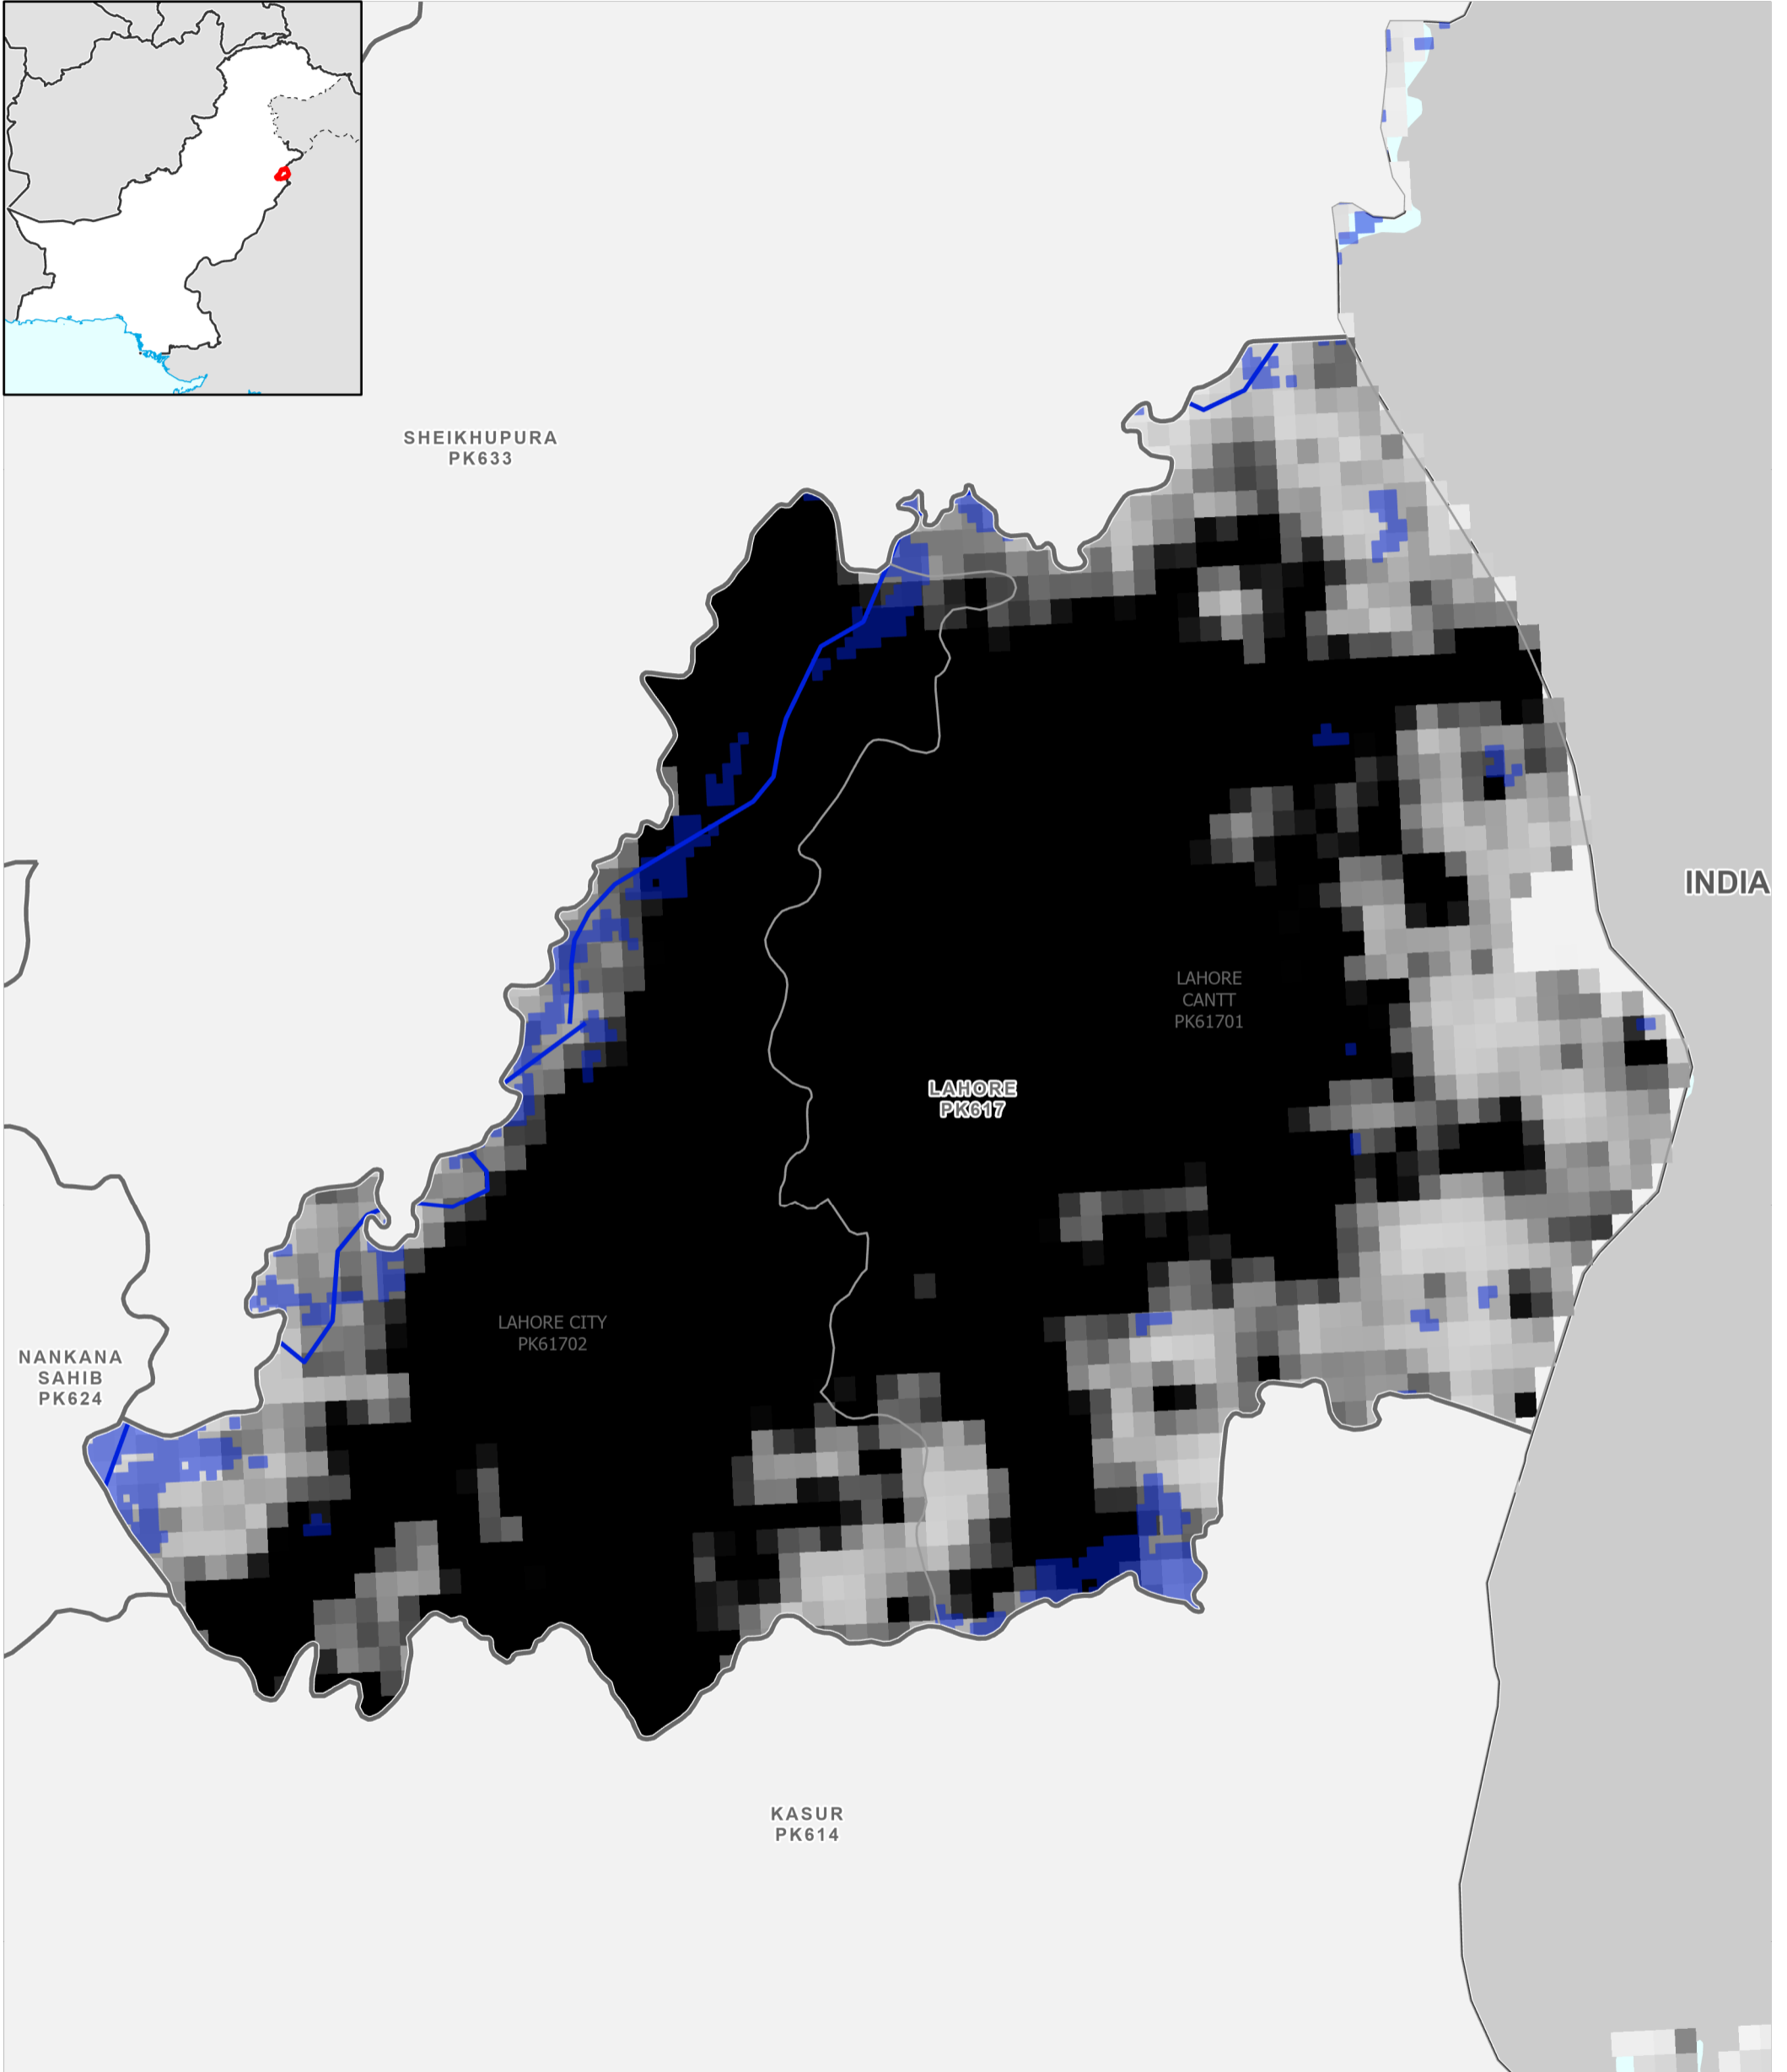 SHEIKHUPURA
PK633
INDIA
LAHORE
CANTT
PK61701
LAHORE
PK617
LAHORE CITY
PK61702
NANKANA
SAHIB
PK624
KASUR
PK614